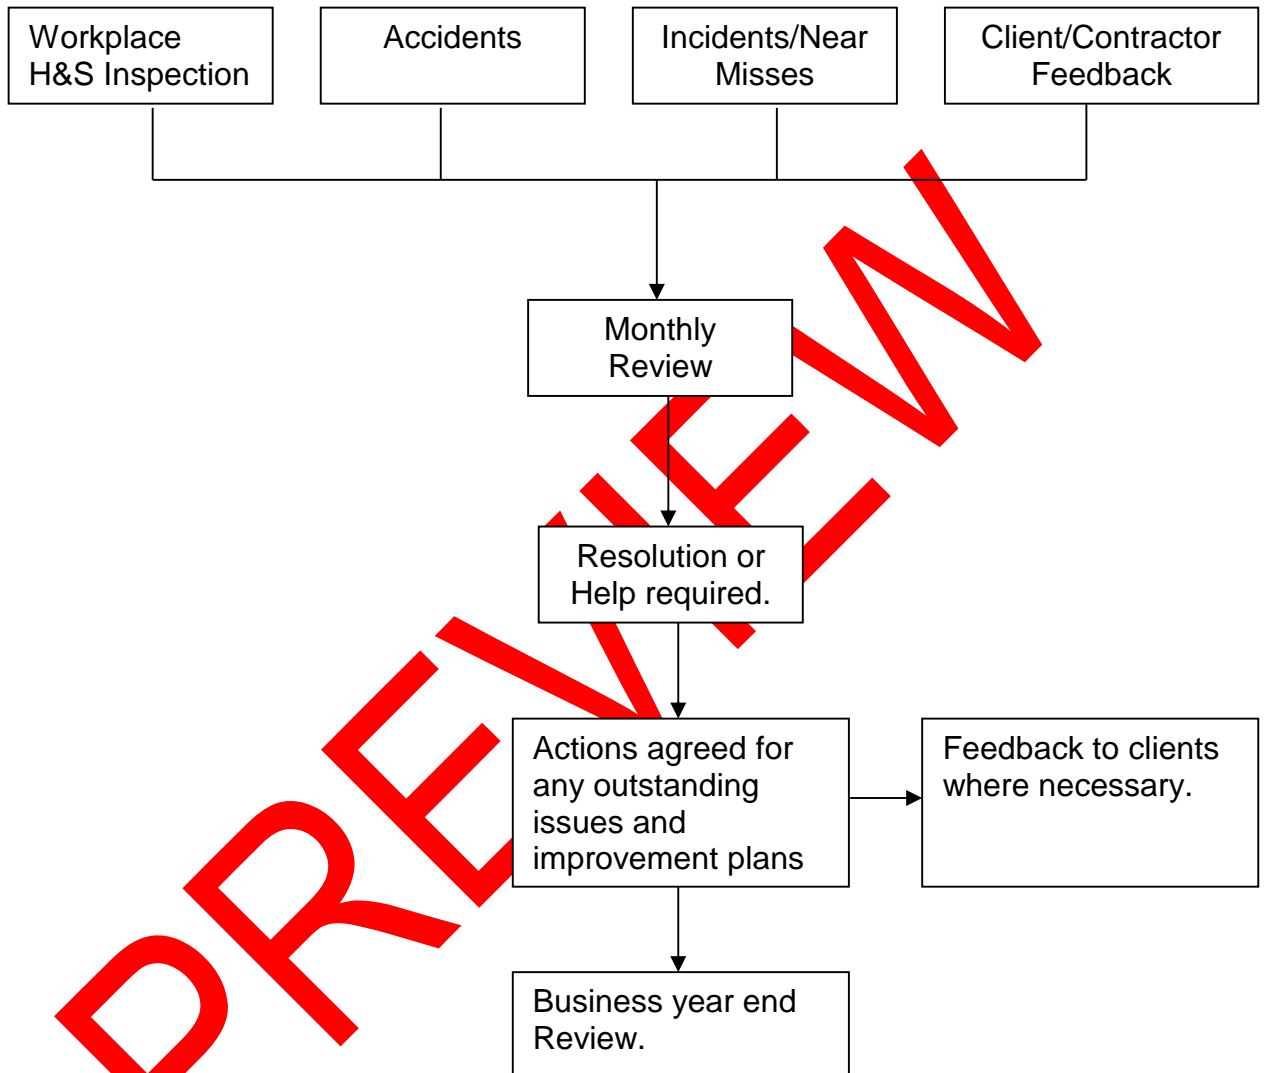 Workplace
H&S Inspection
Accidents
Incidents/Near
Misses
Client/Contractor
Feedback
Monthly
Review
Resolution or
Help required.
Actions agreed for
any outstanding
issues and
improvement plans
Feedback to clients
where necessary.
Business year end
Review.
PREVIEW